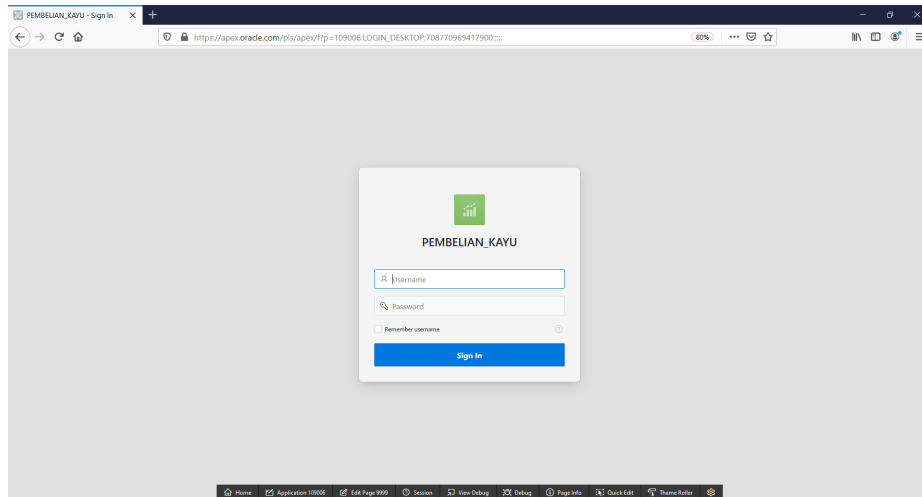 PEMBELIAN_KAYU - Sign In
https://apex.oracle.com/pls/apex/f?p=109006:LOGIN_DESKTOP:708770969417900:::::
80%
PEMBELIAN_KAYU
Username
Password
Remember username
Sign In
Home Application 109006 Edit Page 9999 Session View Debug Debug Page Info Quick Edit Theme Roller